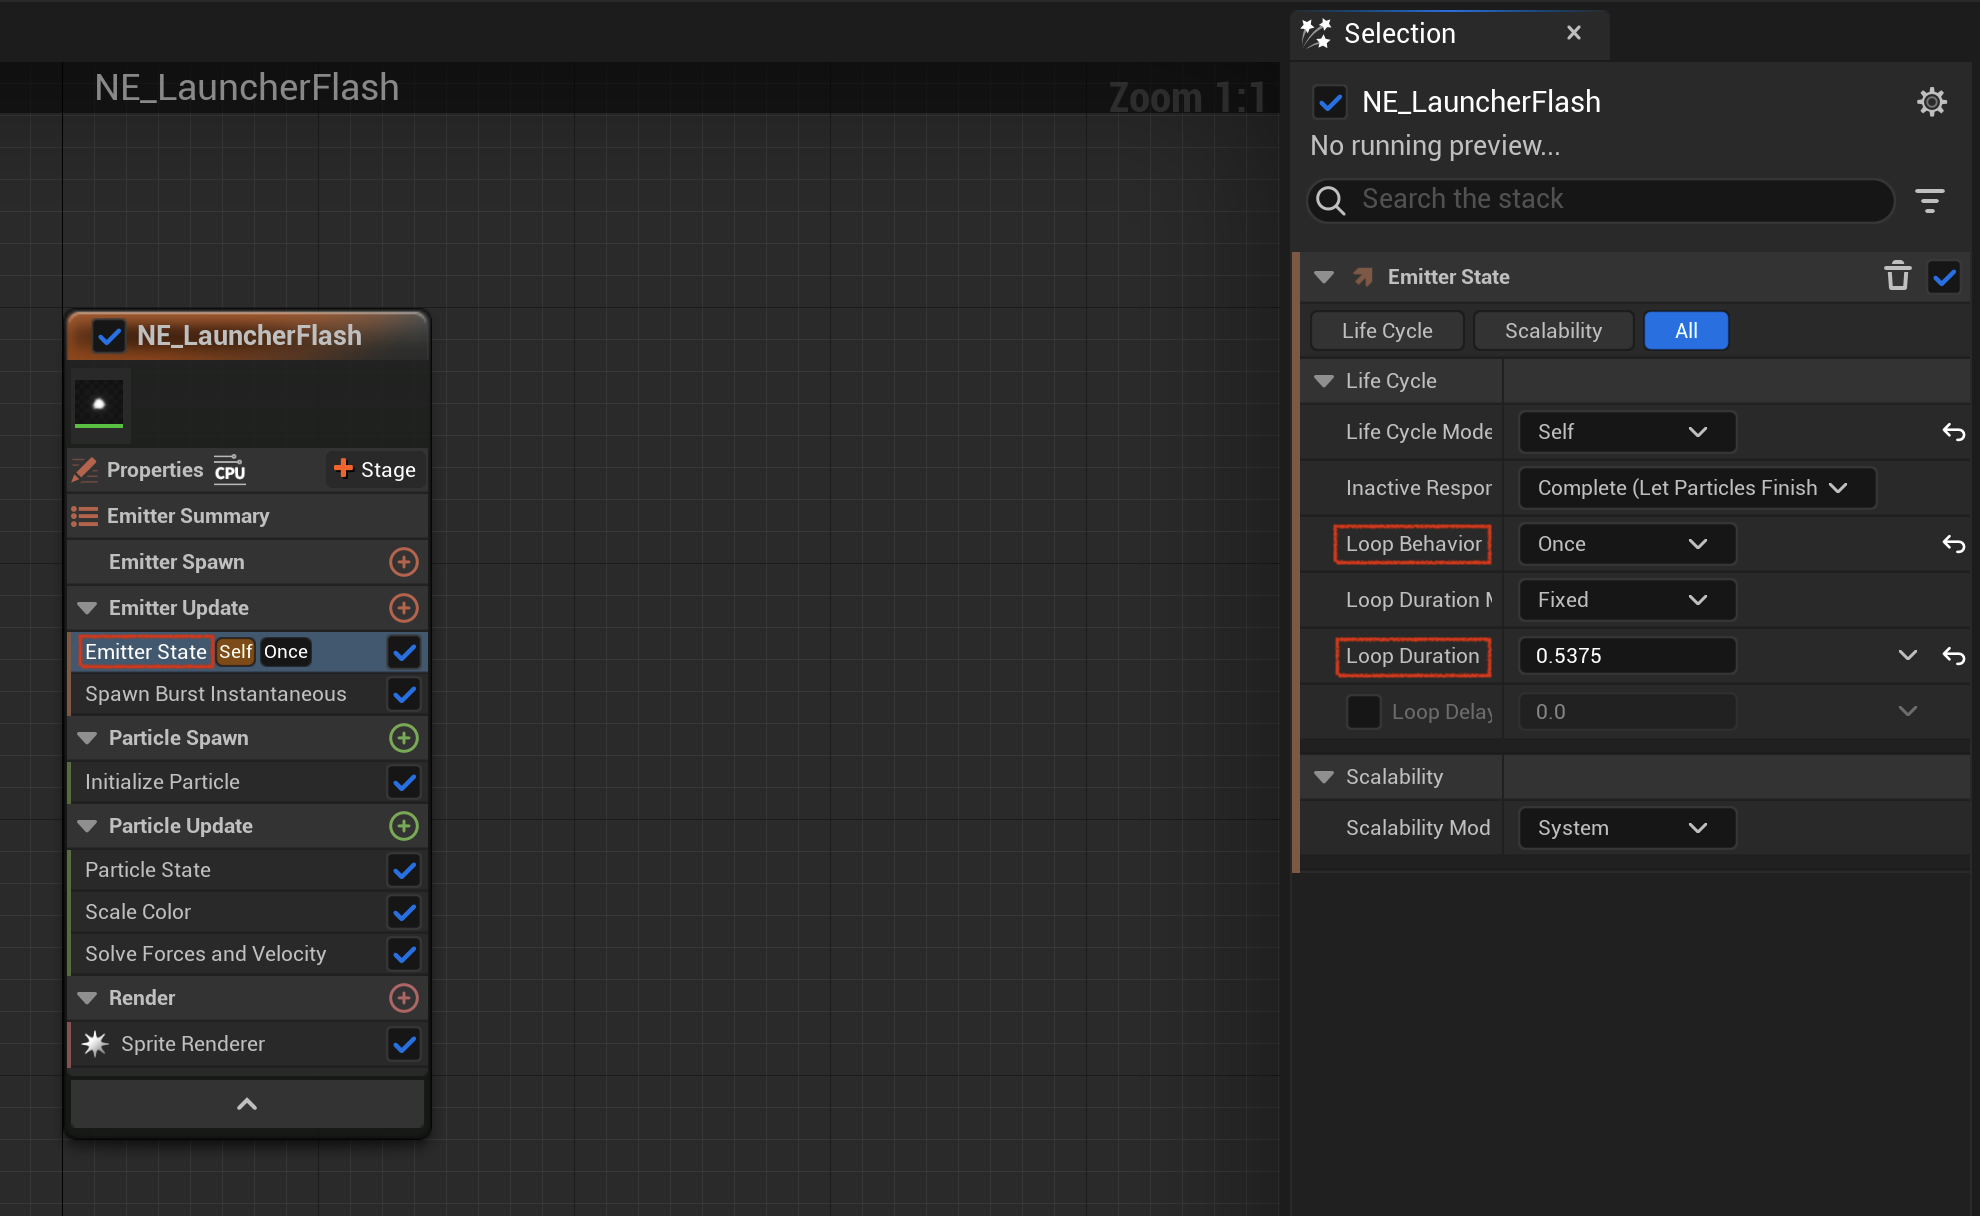 NE_LauncherFlash
Zoom 1:1
NE_LauncherFlash
Properties CPU Stage
Emitter Summary
Emitter Spawn
Emitter Update
Emitter State Self Once
Spawn Burst Instantaneous
Particle Spawn
Initialize Particle
Particle Update
Particle State
Scale Color
Solve Forces and Velocity
Render
Sprite Renderer
Selection
NE_LauncherFlash
No running preview...
Search the stack
Emitter State
Life Cycle Scalability All
Life Cycle
Life Cycle Mode Self
Inactive Respor Complete (Let Particles Finish
Loop Behavior Once
Loop Duration M Fixed
Loop Duration 0.5375
Loop Delay 0.0
Scalability
Scalability Mod System